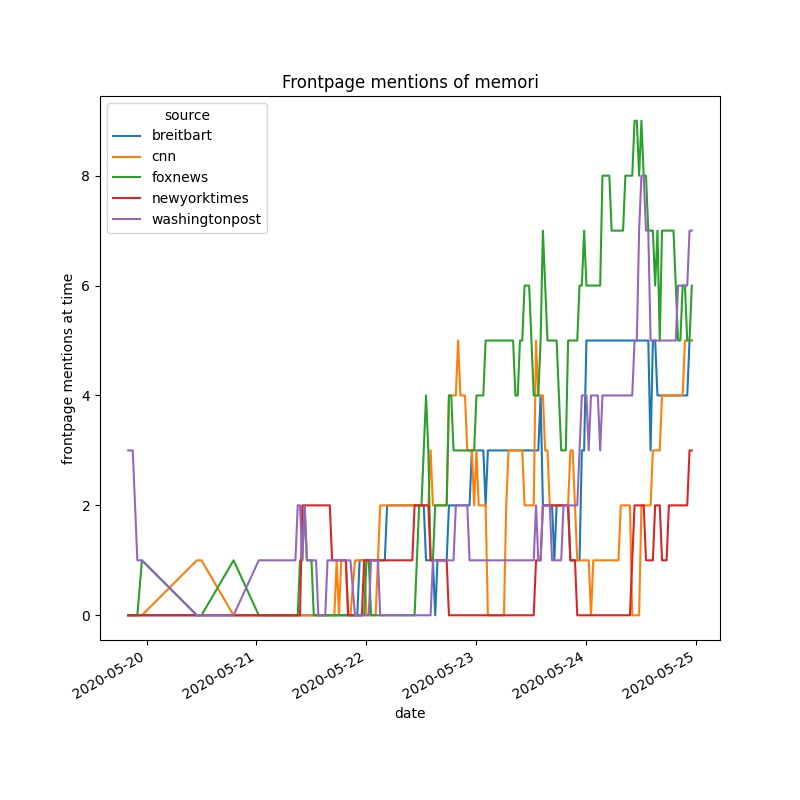 Frontpage mentions of memori
source
breitbart
cnn
foxnews
newyorktimes
washingtonpost
8
6
4
2
0
frontpage mentions at time
2020-05-20
2020-05-21
2020-05-22
2020-05-23
2020-05-24
2020-05-25
date